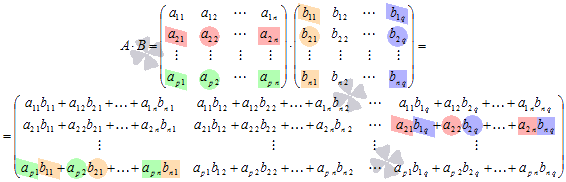 A · B = ( a11 a12 ⋯ a1n ) · ( b11 b12 ⋯ b1q ) =
( a21 a22 ⋯ a2n ) ( b21 b22 ⋯ b2q )
( ⋮ ⋮ ⋮ ⋮ ) ( ⋮ ⋮ ⋮ ⋮ )
( ap1 ap2 ⋯ apn ) ( bn1 bn2 ⋯ bnq )
= ( a11b11 + a12b21 + … + a1nbn1 a11b12 + a12b22 + … + a1nbn2 ⋯ a11b1q + a12b2q + … + a1nbnq )
( a21b11 + a22b21 + … + a2nbn1 a21b12 + a22b22 + … + a2nbn2 ⋯ a21b1q + a22b2q + … + a2nbnq )
( ⋮ ⋮ ⋮ ⋮ )
( ap1b11 + ap2b21 + … + apnbn1 ap1b12 + ap2b22 + … + apnbn2 ⋯ ap1b1q + ap2b2q + … + apnbnq )